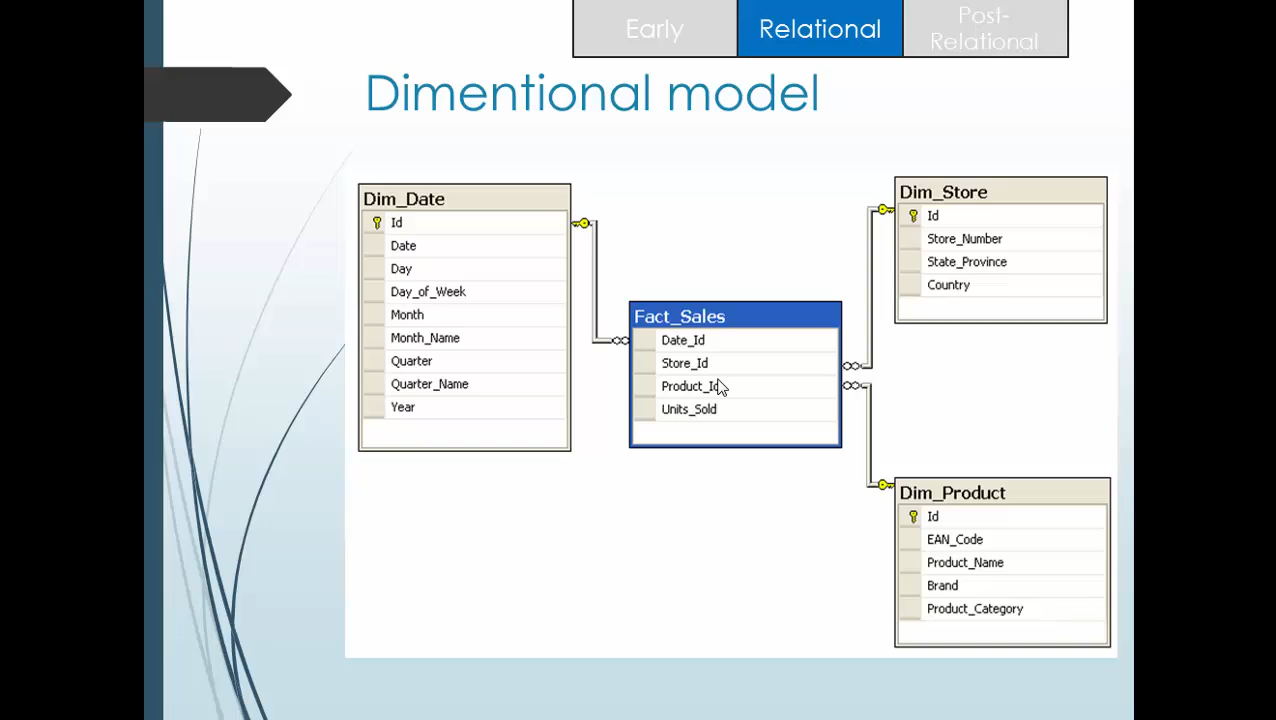 Early
Relational
Post-
Relational
Dimentional model
Dim_Date
Id
Date
Day
Day_of_Week
Month
Month_Name
Quarter
Quarter_Name
Year
Fact_Sales
Date_Id
Store_Id
Product_Id
Units_Sold
Dim_Store
Id
Store_Number
State_Province
Country
Dim_Product
Id
EAN_Code
Product_Name
Brand
Product_Category